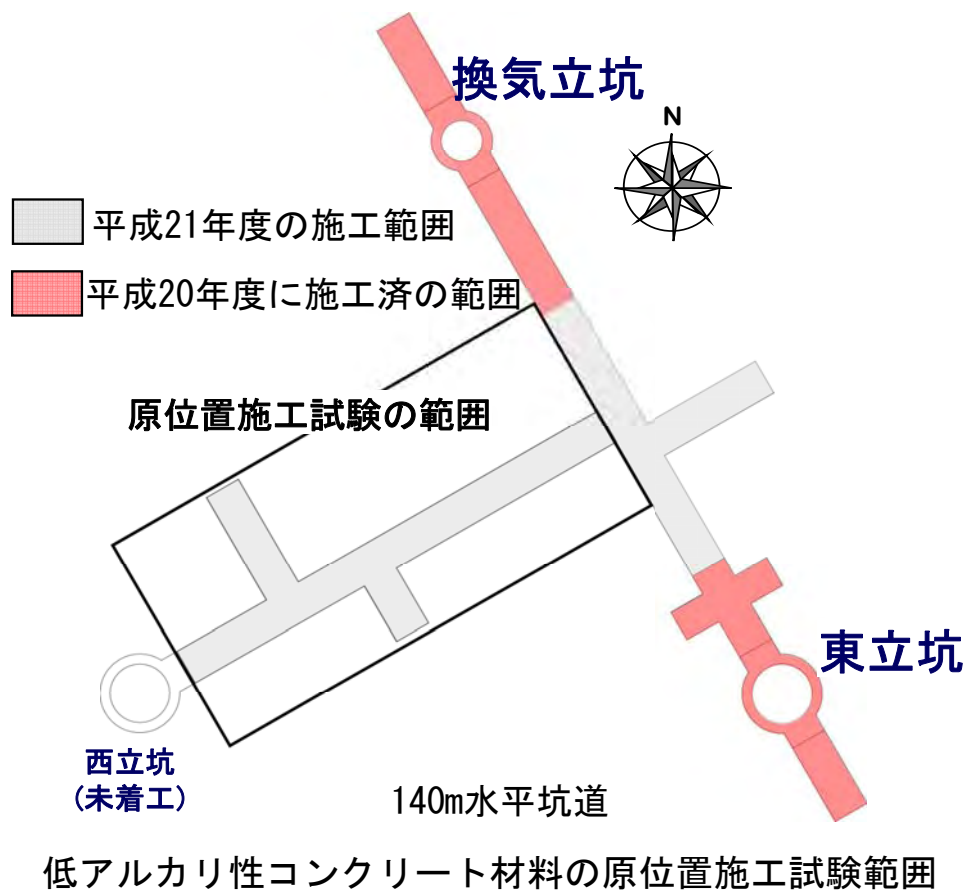 換気立坑
N
平成21年度の施工範囲
平成20年度に施工済の範囲
原位置施工試験の範囲
東立坑
西立坑
(未着工)
140m水平坑道
低アルカリ性コンクリート材料の原位置施工試験範囲